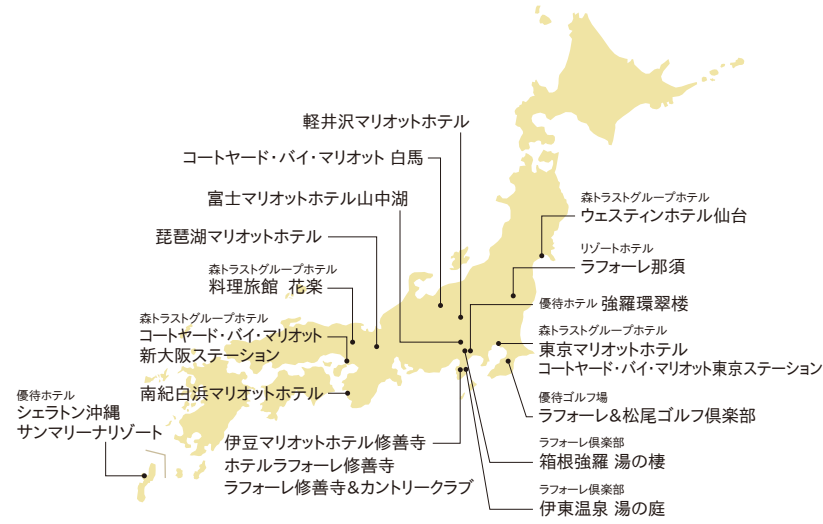 軽井沢マリオットホテル
コートヤード・バイ・マリオット 白馬
富士マリオットホテル山中湖
琵琶湖マリオットホテル
森トラストグループホテル
料理旅館 花楽
森トラストグループホテル
コートヤード・バイ・マリオット
新大阪ステーション
南紀白浜マリオットホテル
優待ホテル
シェラトン沖縄
サンマリーナリゾート
伊豆マリオットホテル修善寺
ホテルラフォーレ修善寺
ラフォーレ修善寺&カントリークラブ
森トラストグループホテル
ウェスティンホテル仙台
リゾートホテル
ラフォーレ那須
優待ホテル 強羅環翠楼
森トラストグループホテル
東京マリオットホテル
コートヤード・バイ・マリオット東京ステーション
優待ゴルフ場
ラフォーレ&松尾ゴルフ倶楽部
ラフォーレ倶楽部
箱根強羅 湯の棲
ラフォーレ倶楽部
伊東温泉 湯の庭